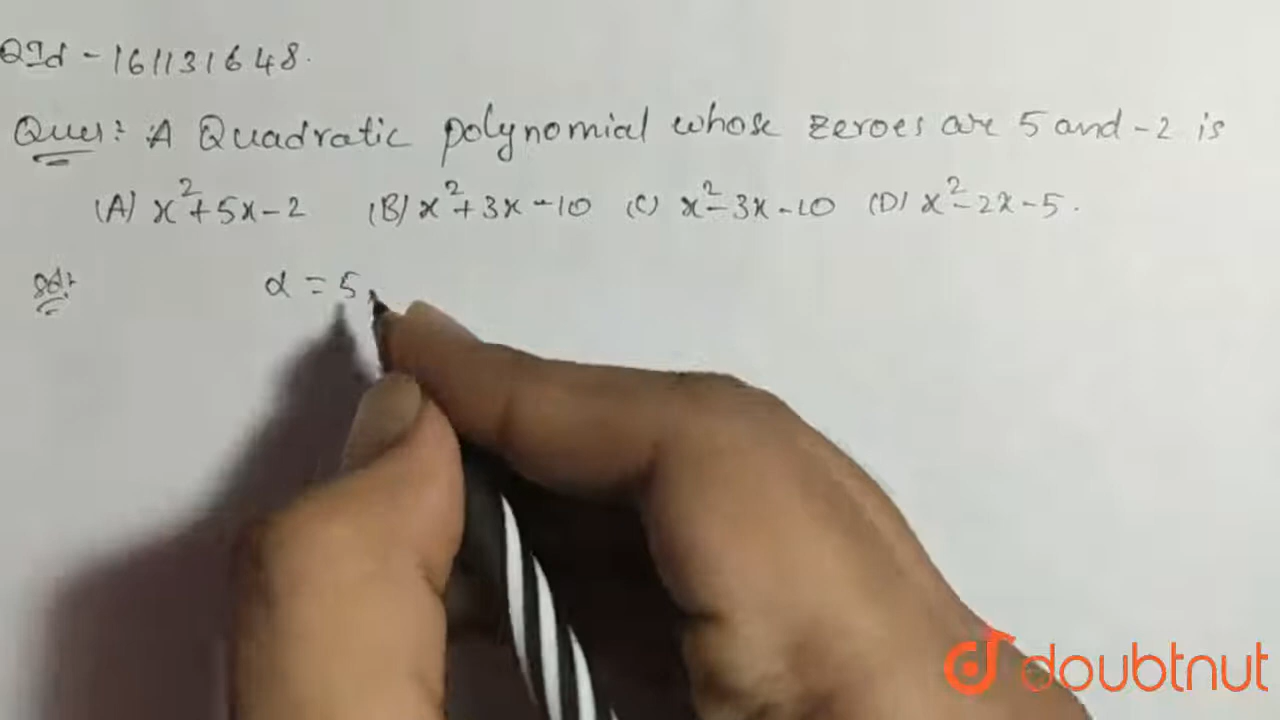 QId - 161131648.
Ques: A Quadratic polynomial whose zeroes are 5 and -2 is
(A) x²+5x-2 (B) x²+3x-10 (C) x²-3x-10 (D) x²-2x-5.
Sol:
α = 5,
doubtnut